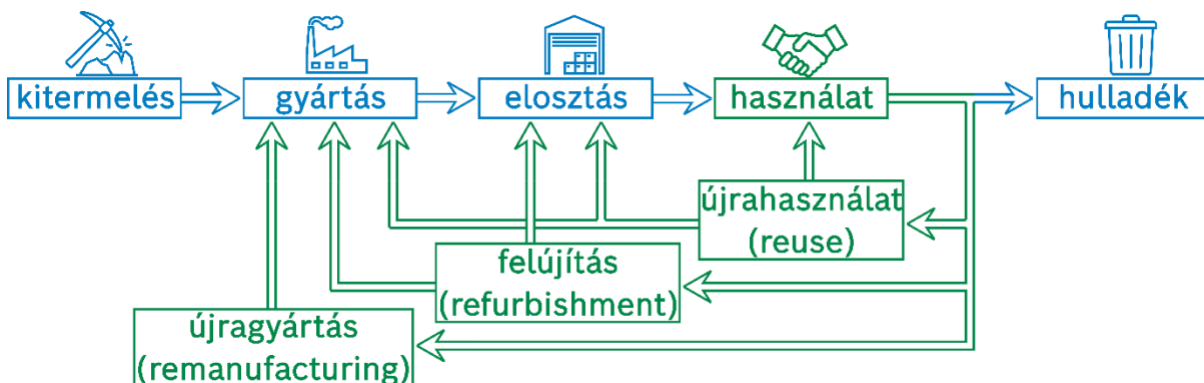 kitermelés
gyártás
elosztás
használat
hulladék
újrahasználat
(reuse)
felújítás
(refurbishment)
újragyártás
(remanufacturing)